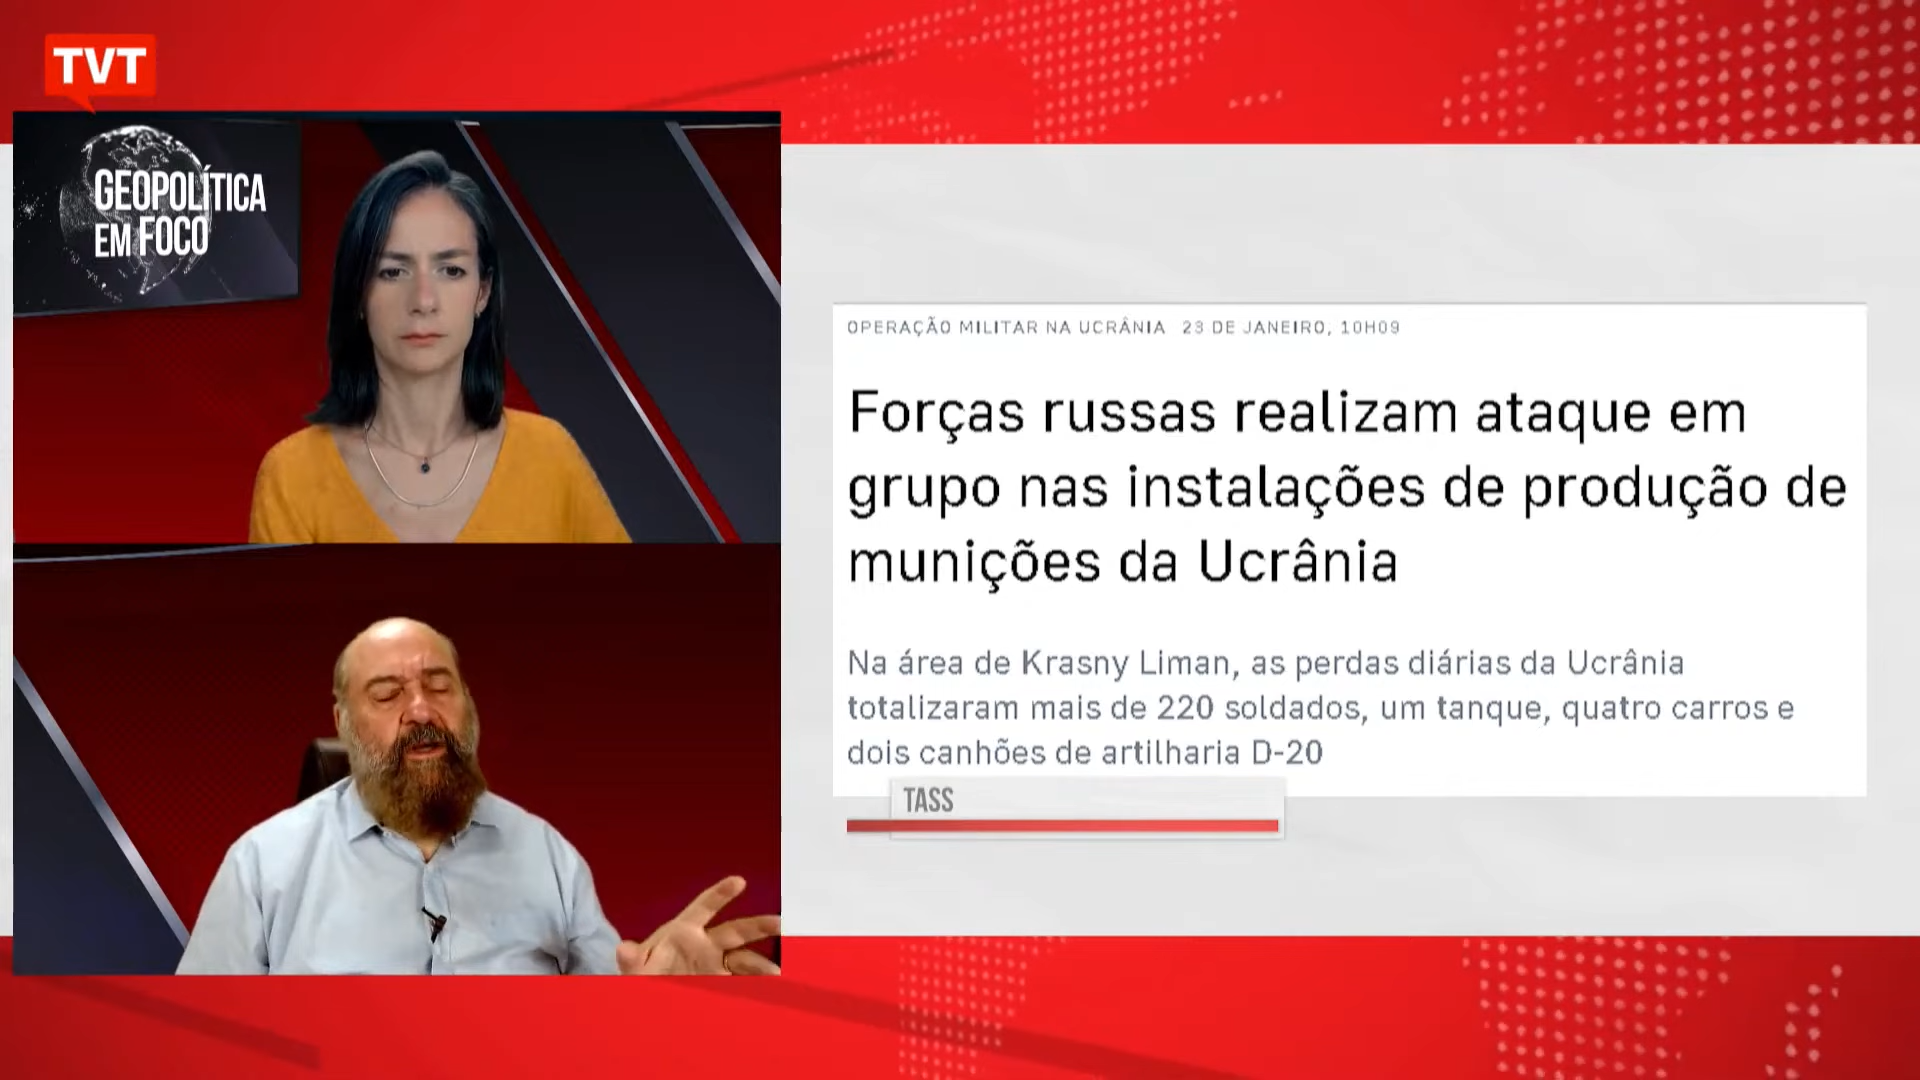 TVT
GEOPOLÍTICA
EM FOCO
OPERAÇÃO MILITAR NA UCRÂNIA 23 DE JANEIRO, 10H09
Forças russas realizam ataque em
grupo nas instalações de produção de
munições da Ucrânia
Na área de Krasny Liman, as perdas diárias da Ucrânia
totalizaram mais de 220 soldados, um tanque, quatro carros e
dois canhões de artilharia D-20
TASS